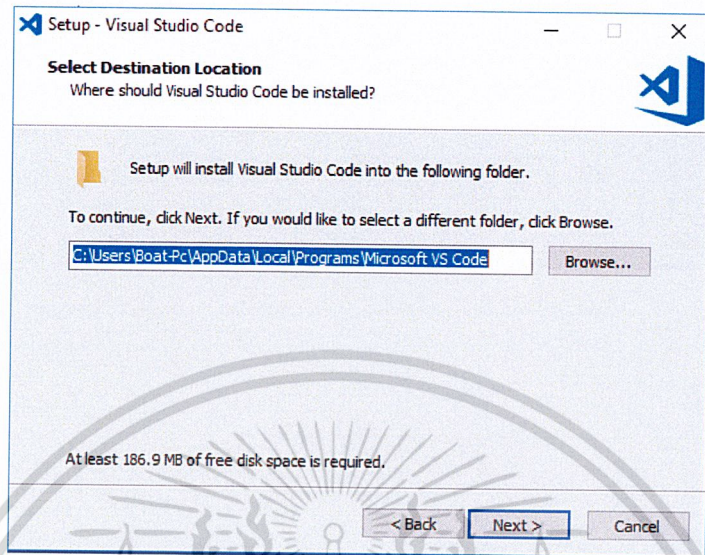 Setup - Visual Studio Code
Select Destination Location
Where should Visual Studio Code be installed?
Setup will install Visual Studio Code into the following folder.
To continue, click Next. If you would like to select a different folder, click Browse.
C:\Users\Boat-Pc\AppData\Local\Programs\Microsoft VS Code
Browse...
At least 186.9 MB of free disk space is required.
< Back
Next >
Cancel